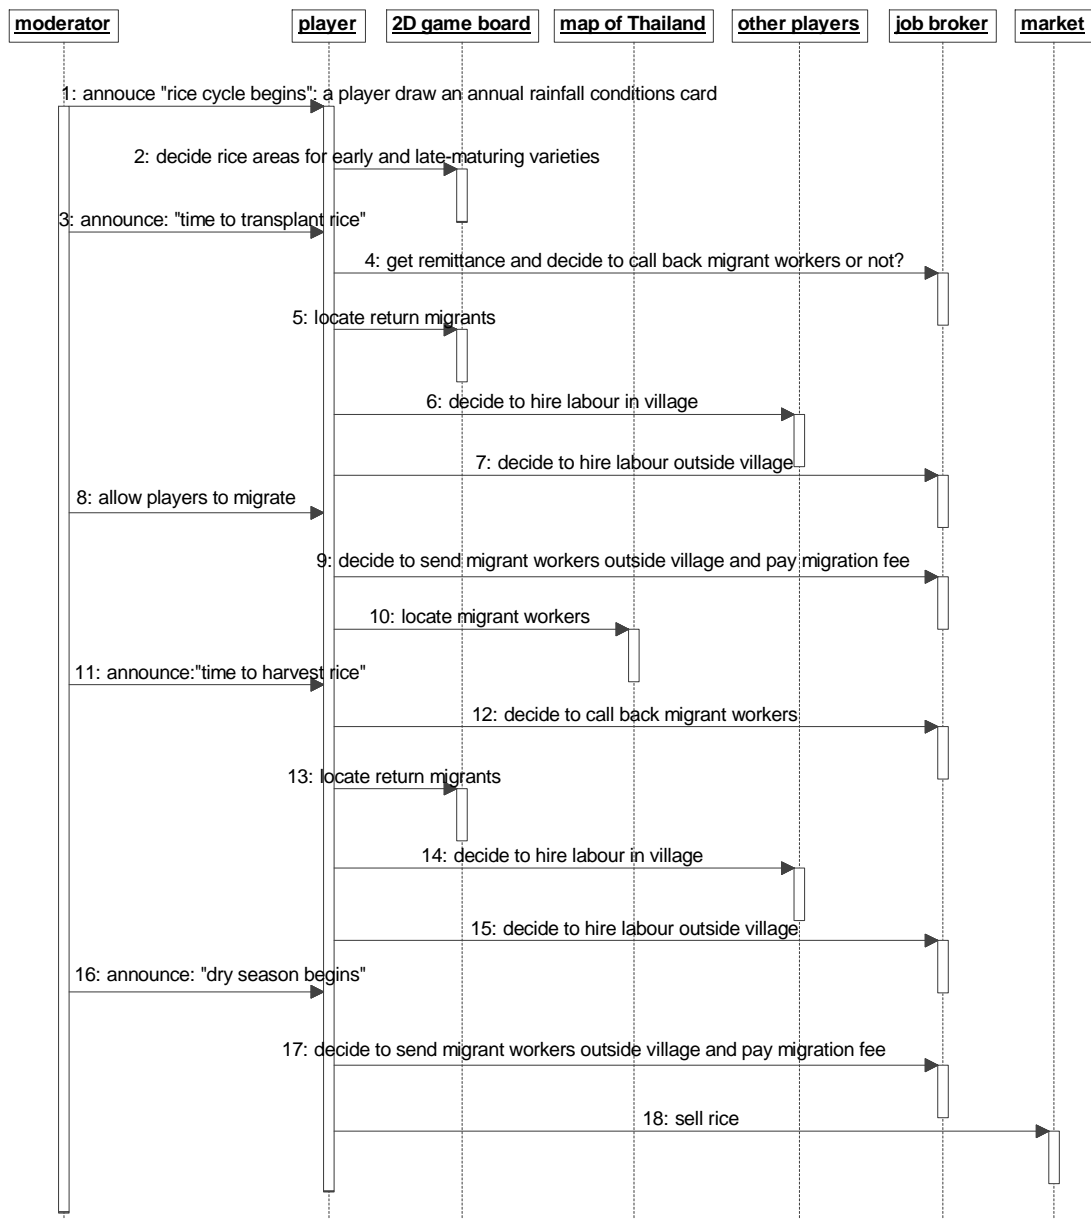 moderator
player
2D game board
map of Thailand
other players
job broker
market
1: annouce "rice cycle begins": a player draw an annual rainfall conditions card
2: decide rice areas for early and late-maturing varieties
3: announce: "time to transplant rice"
4: get remittance and decide to call back migrant workers or not?
5: locate return migrants
6: decide to hire labour in village
7: decide to hire labour outside village
8: allow players to migrate
9: decide to send migrant workers outside village and pay migration fee
10: locate migrant workers
11: announce:"time to harvest rice"
12: decide to call back migrant workers
13: locate return migrants
14: decide to hire labour in village
15: decide to hire labour outside village
16: announce: "dry season begins"
17: decide to send migrant workers outside village and pay migration fee
18: sell rice